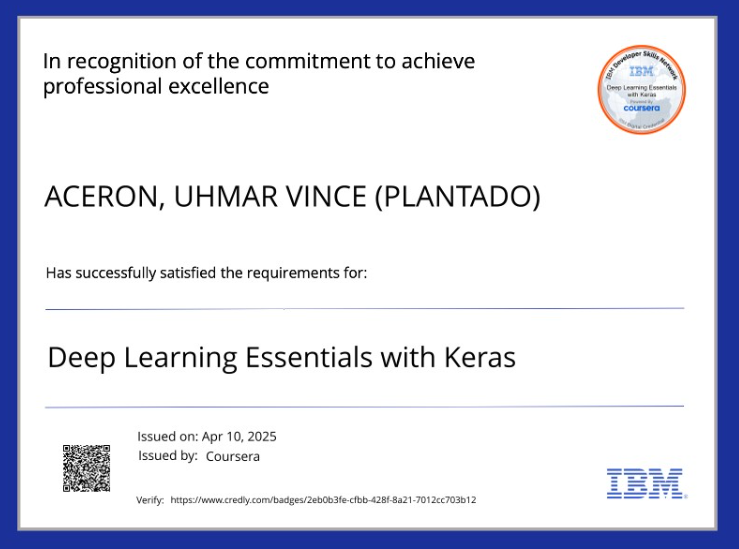 In recognition of the commitment to achieve
professional excellence
IBM Developer Skills Network
IBM
Deep Learning Essentials
with Keras
Powered by
coursera
IBM Digital Credential
ACERON, UHMAR VINCE (PLANTADO)
Has successfully satisfied the requirements for:
Deep Learning Essentials with Keras
Issued on: Apr 10, 2025
Issued by: Coursera
Verify: https://www.credly.com/badges/2eb0b3fe-cfbb-428f-8a21-7012cc703b12
IBM®